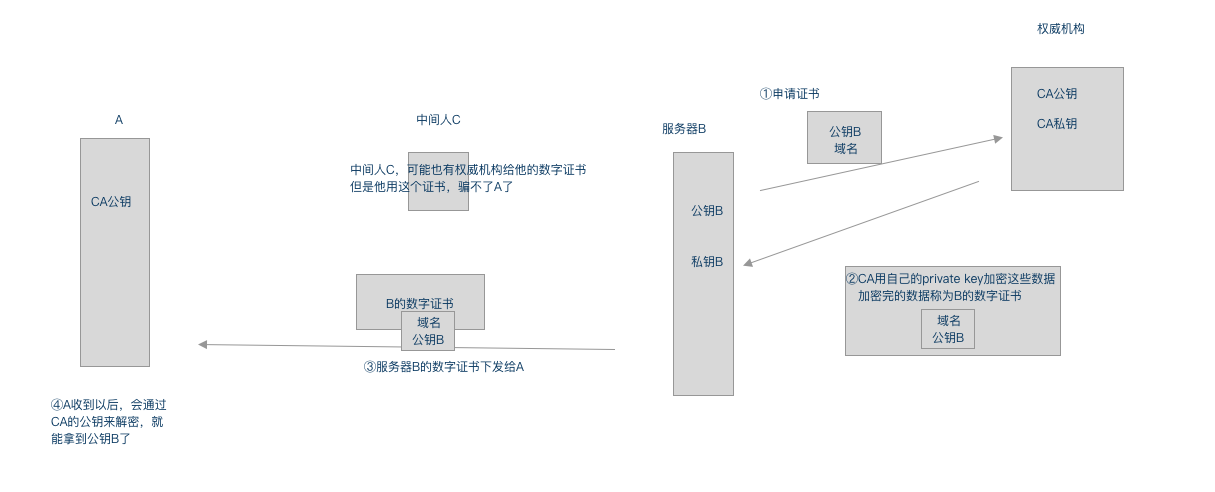 权威机构
CA公钥
CA私钥
①申请证书
公钥B
域名
A
中间人C
服务器B
中间人C，可能也有权威机构给他的数字证书
但是他用这个证书，骗不了A了
CA公钥
公钥B
私钥B
②CA用自己的private key加密这些数据
加密完的数据称为B的数字证书
域名
公钥B
B的数字证书
域名
公钥B
③服务器B的数字证书下发给A
④A收到以后，会通过
CA的公钥来解密，就
能拿到公钥B了